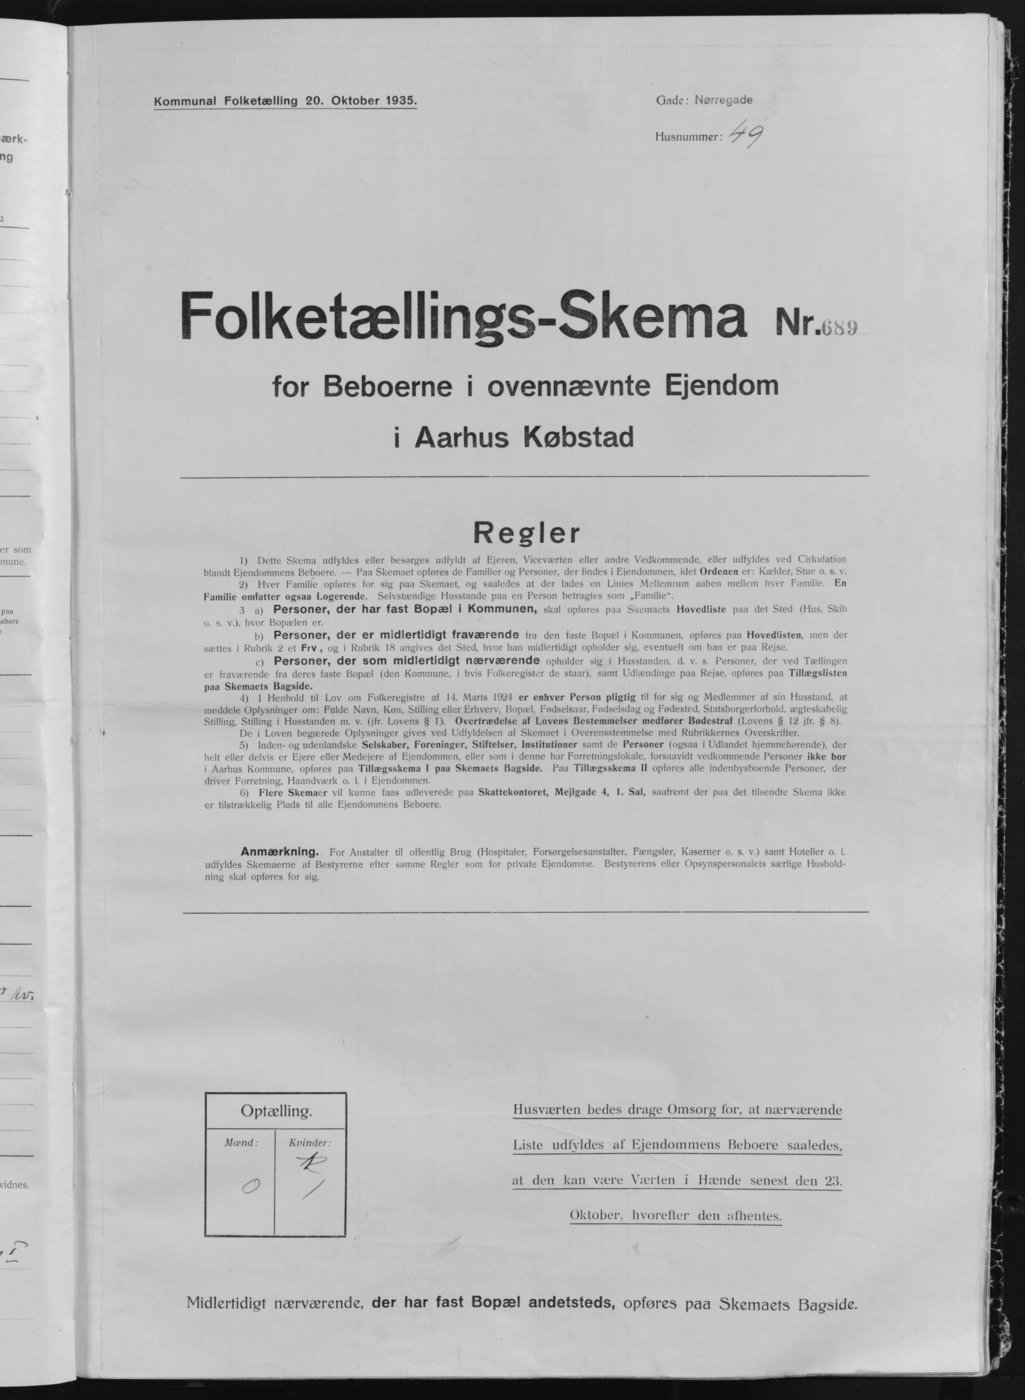 Kommunal Folketælling 20. Oktober 1935.
Gade: Nørregade
Husnummer: 49
Folketællings-Skema Nr. 689
for Beboerne i ovennævnte Ejendom
i Aarhus Købstad
Regler
1) Dette Skema udfyldes eller besørges udfyldt af Ejeren, Viceværten eller andre Vedkommende, eller udfyldes ved Cirkulation
blandt Ejendommens Beboere. — Paa Skemaet opføres de Familier og Personer, der findes i Ejendommen, idet Ordenen er: Kælder, Stue o. s. v.
2) Hver Familie opføres for sig paa Skemaet, og saaledes at der lades en Linies Mellemrum aaben mellem hver Familie. En
Familie omfatter ogsaa Logerende. Selvstændige Husstande paa en Person betragtes som „Familie“.
3 a) Personer, der har fast Bopæl i Kommunen, skal opføres paa Skemaets Hovedliste paa det Sted (Hus, Skib
o. s. v.), hvor Bopælen er.
b) Personer, der er midlertidigt fraværende fra den faste Bopæl i Kommunen, opføres paa Hovedlisten, men der
sættes i Rubrik 2 et Frv, og i Rubrik 18 angives det Sted, hvor han midlertidigt opholder sig, eventuelt om han er paa Rejse.
c) Personer, der som midlertidigt nærværende opholder sig i Husstanden, d. v. s. Personer, der ved Tællingen
er fraværende fra deres faste Bopæl (den Kommune, i hvis Folkeregister de staar), samt Udlændinge paa Rejse, opføres paa Tillægslisten
paa Skemaets Bagside.
4) I Henhold til Lov om Folkeregistre af 14. Marts 1924 er enhver Person pligtig til for sig og Medlemmer af sin Husstand, at
meddele Oplysninger om: Fulde Navn, Køn, Stilling eller Erhverv, Bopæl, Fødselsaar, Fødselsdag og Fødested, Statsborgerforhold, ægteskabelig
Stilling, Stilling i Husstanden m. v. (jfr. Lovens § 1). Overtrædelse af Lovens Bestemmelser medfører Bødestraf (Lovens § 12 jfr. § 8).
De i Loven begærede Oplysninger gives ved Udfyldelsen af Skemaet i Overensstemmelse med Rubrikkernes Overskrifter.
5) Inden- og udenlandske Selskaber, Foreninger, Stiftelser, Institutioner samt de Personer (ogsaa i Udlandet hjemmehørende), der
helt eller delvis er Ejere eller Medejere af Ejendommen, eller som i denne har Forretningslokale, forsaavidt vedkommende Personer ikke bor
i Aarhus Kommune, opføres paa Tillægsskema I paa Skemaets Bagside. Paa Tillægsskema II opføres alle indenbysboende Personer, der
driver Forretning, Haandværk o. l. i Ejendommen.
6) Flere Skemaer vil kunne faas udleverede paa Skattekontoret, Mejlgade 4, 1. Sal, saafremt der paa det tilsendte Skema ikke
er tilstrækkelig Plads til alle Ejendommens Beboere.
Anmærkning. For Anstalter til offentlig Brug (Hospitaler, Forsørgelsesanstalter, Fængsler, Kaserner o. s. v.) samt Hoteller o. l.
udfyldes Skemaerne af Bestyrerne efter samme Regler som for private Ejendomme. Bestyrerens eller Opsynspersonalets særlige Hushold-
ning skal opføres for sig.
Optælling.
Mænd: Kvinder:
0 1
Husværten bedes drage Omsorg for, at nærværende
Liste udfyldes af Ejendommens Beboere saaledes,
at den kan være Værten i Hænde senest den 23.
Oktober, hvorefter den afhentes.
Midlertidigt nærværende, der har fast Bopæl andetsteds, opføres paa Skemaets Bagside.